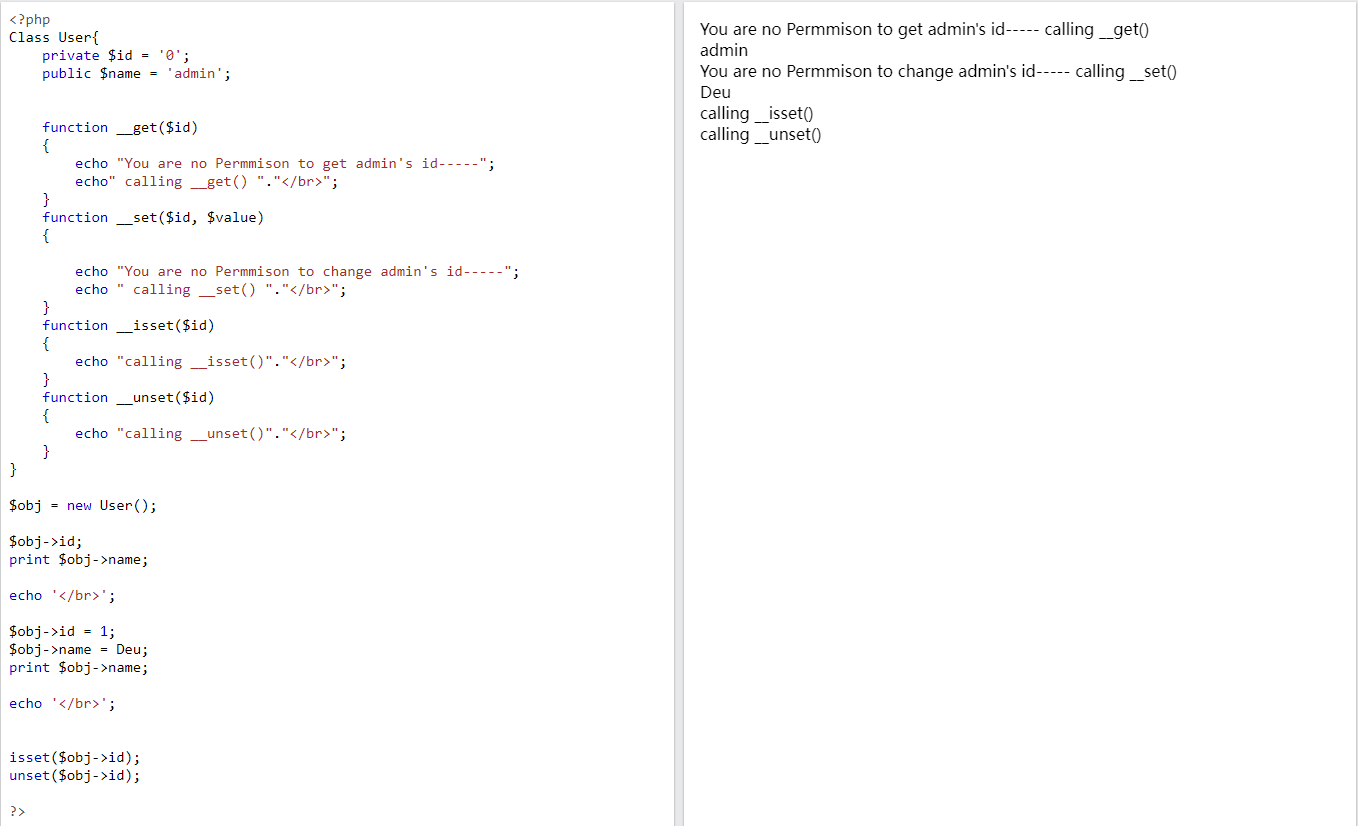 <?php
Class User{
    private $id = '0';
    public $name = 'admin';
    function __get($id)
    {
        echo "You are no Permmison to get admin's id-----";
        echo" calling __get() "."</br>";
    }
    function __set($id, $value)
    {
        echo "You are no Permmison to change admin's id-----";
        echo " calling __set() "."</br>";
    }
    function __isset($id)
    {
        echo "calling __isset()"."</br>";
    }
    function __unset($id)
    {
        echo "calling __unset()"."</br>";
    }
}
$obj = new User();
$obj->id;
print $obj->name;
echo '</br>';
$obj->id = 1;
$obj->name = Deu;
print $obj->name;
echo '</br>';
isset($obj->id);
unset($obj->id);
?>
You are no Permmison to get admin's id----- calling __get()
admin
You are no Permmison to change admin's id----- calling __set()
Deu
calling __isset()
calling __unset()